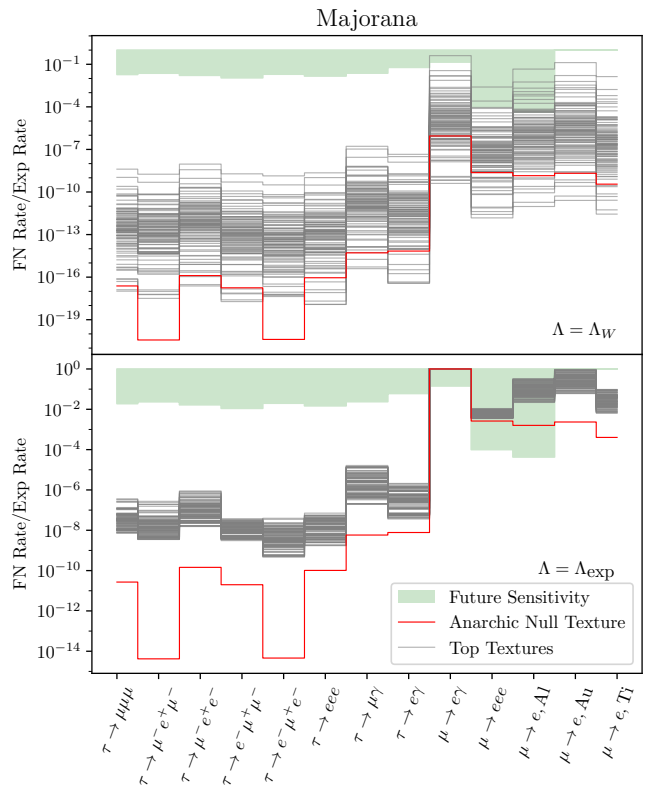 Majorana
FN Rate/Exp Rate
10⁻¹
10⁻⁴
10⁻⁷
10⁻¹⁰
10⁻¹³
10⁻¹⁶
10⁻¹⁹
Λ = Λ_W
FN Rate/Exp Rate
10⁰
10⁻²
10⁻⁴
10⁻⁶
10⁻⁸
10⁻¹⁰
10⁻¹²
10⁻¹⁴
Λ = Λ_exp
Future Sensitivity
Anarchic Null Texture
Top Textures
τ → μμμ
τ → μ⁻e⁺μ⁻
τ → μ⁻e⁺e⁻
τ → e⁻μ⁺μ⁻
τ → e⁻μ⁺e⁻
τ → eee
τ → μγ
τ → eγ
μ → eγ
μ → eee
μ → e, Al
μ → e, Au
μ → e, Ti